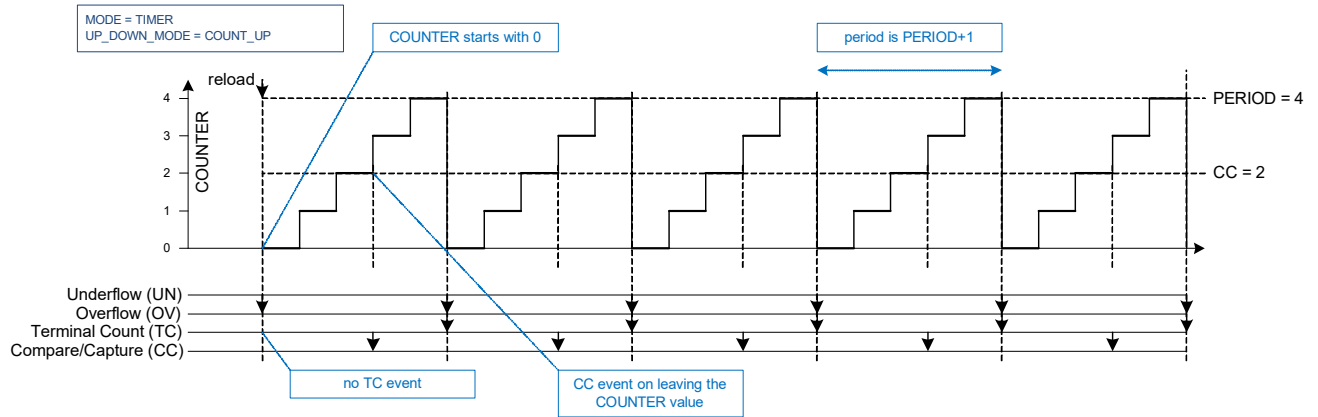 MODE = TIMER
UP_DOWN_MODE = COUNT_UP
COUNTER starts with 0
period is PERIOD+1
reload
COUNTER
4
3
2
1
0
PERIOD = 4
CC = 2
Underflow (UN)
Overflow (OV)
Terminal Count (TC)
Compare/Capture (CC)
no TC event
CC event on leaving the
COUNTER value